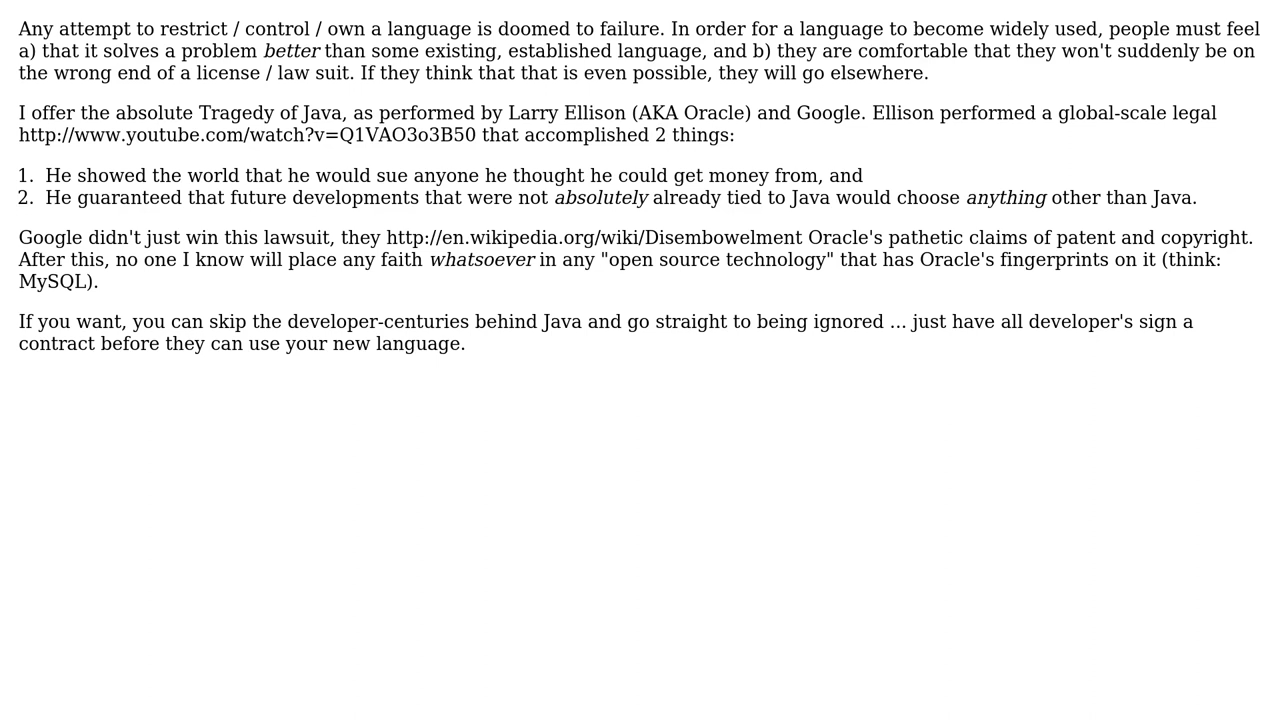 Any attempt to restrict / control / own a language is doomed to failure. In order for a language to become widely used, people must feel
a) that it solves a problem better than some existing, established language, and b) they are comfortable that they won't suddenly be on
the wrong end of a license / law suit. If they think that that is even possible, they will go elsewhere.
I offer the absolute Tragedy of Java, as performed by Larry Ellison (AKA Oracle) and Google. Ellison performed a global-scale legal
http://www.youtube.com/watch?v=Q1VAO3o3B50 that accomplished 2 things:
1. He showed the world that he would sue anyone he thought he could get money from, and
2. He guaranteed that future developments that were not absolutely already tied to Java would choose anything other than Java.
Google didn't just win this lawsuit, they http://en.wikipedia.org/wiki/Disembowelment Oracle's pathetic claims of patent and copyright.
After this, no one I know will place any faith whatsoever in any "open source technology" that has Oracle's fingerprints on it (think:
MySQL).
If you want, you can skip the developer-centuries behind Java and go straight to being ignored ... just have all developer's sign a
contract before they can use your new language.